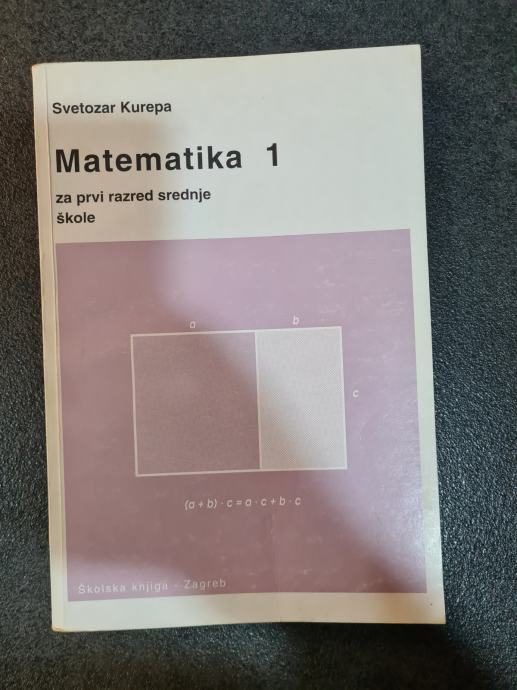 Svetozar Kurepa
Matematika 1
za prvi razred srednje
škole
a b
c
(a + b) · c = a · c + b · c
Školska knjiga - Zagreb